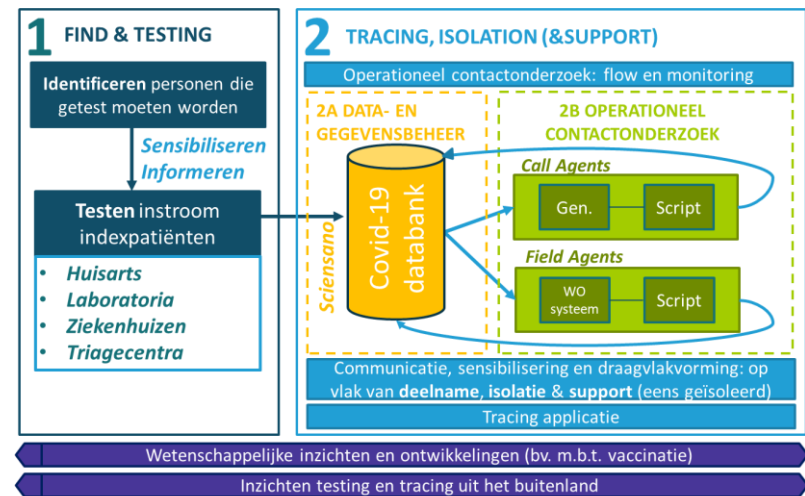 1 FIND & TESTING
Identificeren personen die
getest moeten worden
Sensibiliseren
Informeren
Testen instroom
indexpatiënten
• Huisarts
• Laboratoria
• Ziekenhuizen
• Triagecentra
2 TRACING, ISOLATION (&SUPPORT)
Operationeel contactonderzoek: flow en monitoring
2A DATA- EN
GEGEVENSBEHEER
Sciensano
Covid-19
databank
2B OPERATIONEEL
CONTACTONDERZOEK
Call Agents
Gen.
Script
Field Agents
WO
systeem
Script
Communicatie, sensibilisering en draagvlakvorming: op
vlak van deelname, isolatie & support (eens geïsoleerd)
Tracing applicatie
Wetenschappelijke inzichten en ontwikkelingen (bv. m.b.t. vaccinatie)
Inzichten testing en tracing uit het buitenland